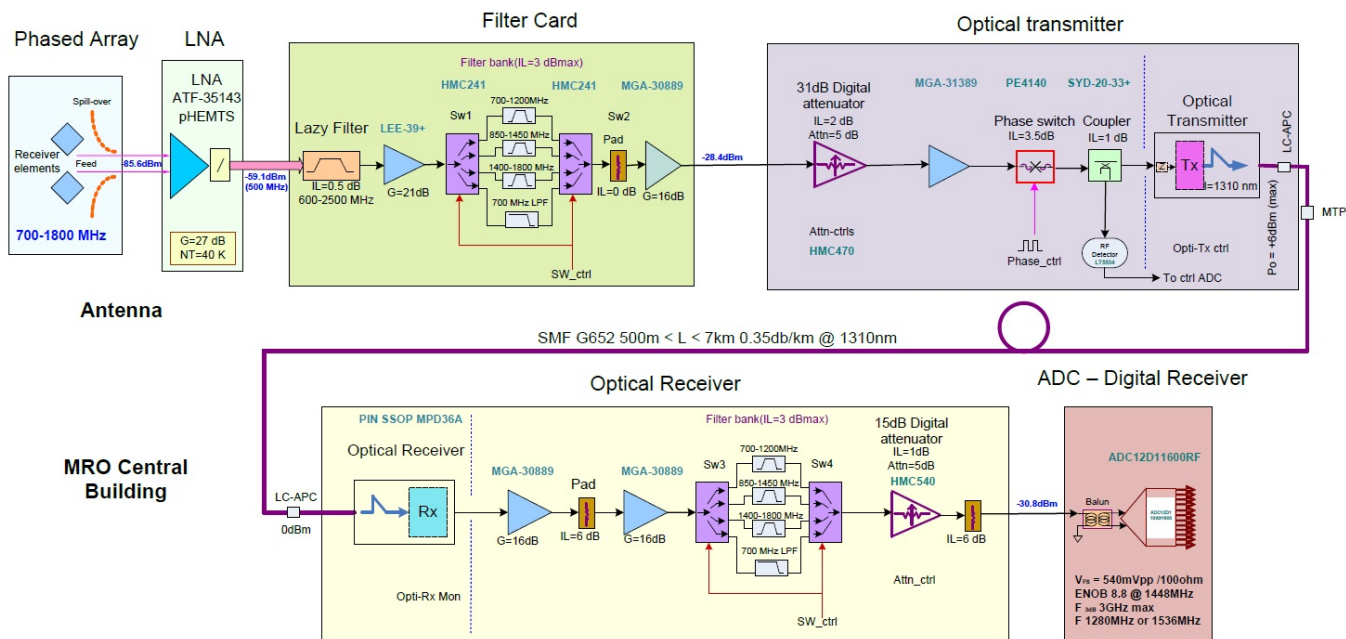 Filter Card
Optical transmitter
Phased Array
LNA
Spill-over
Receiver
elements
Feed
-85.6dBm
700-1800 MHz
LNA
ATF-35143
pHEMTS
G=27 dB
NT=40 K
-59.1dBm
(500 MHz)
Antenna
Filter bank(IL=3 dBmax)
HMC241
HMC241
MGA-30889
Lazy Filter
IL=0.5 dB
600-2500 MHz
LEE-39+
G=21dB
Sw1
700-1200MHz
850-1450 MHz
1400-1800 MHz
700 MHz LPF
Sw2
Pad
IL=0 dB
G=16dB
SW_ctrl
-28.4dBm
31dB Digital
attenuator
IL=2 dB
Attn=5 dB
Attn-ctrls
HMC470
MGA-31389
PE4140
Phase switch
IL=3.5dB
Phase_ctrl
SYD-20-33+
Coupler
IL=1 dB
RF
Detector
LT5534
To ctrl ADC
Optical
Transmitter
Tx
l=1310 nm
Opti-Tx ctrl
LC-APC
Po = +6dBm (max)
MTP
SMF G652 500m < L < 7km 0.35db/km @ 1310nm
Optical Receiver
ADC – Digital Receiver
MRO Central
Building
LC-APC
0dBm
PIN SSOP MPD36A
Optical Receiver
Rx
Opti-Rx Mon
MGA-30889
G=16dB
Pad
IL=6 dB
MGA-30889
G=16dB
Filter bank(IL=3 dBmax)
Sw3
700-1200MHz
850-1450 MHz
1400-1800 MHz
700 MHz LPF
Sw4
SW_ctrl
15dB Digital
attenuator
IL=1dB
Attn=5dB
HMC540
Attn_ctrl
IL=6 dB
-30.8dBm
ADC12D11600RF
Balun
ADC12D1
V FS = 540mVpp /100ohm
ENOB 8.8 @ 1448MHz
F 3dB 3GHz max
F 1280MHz or 1536MHz